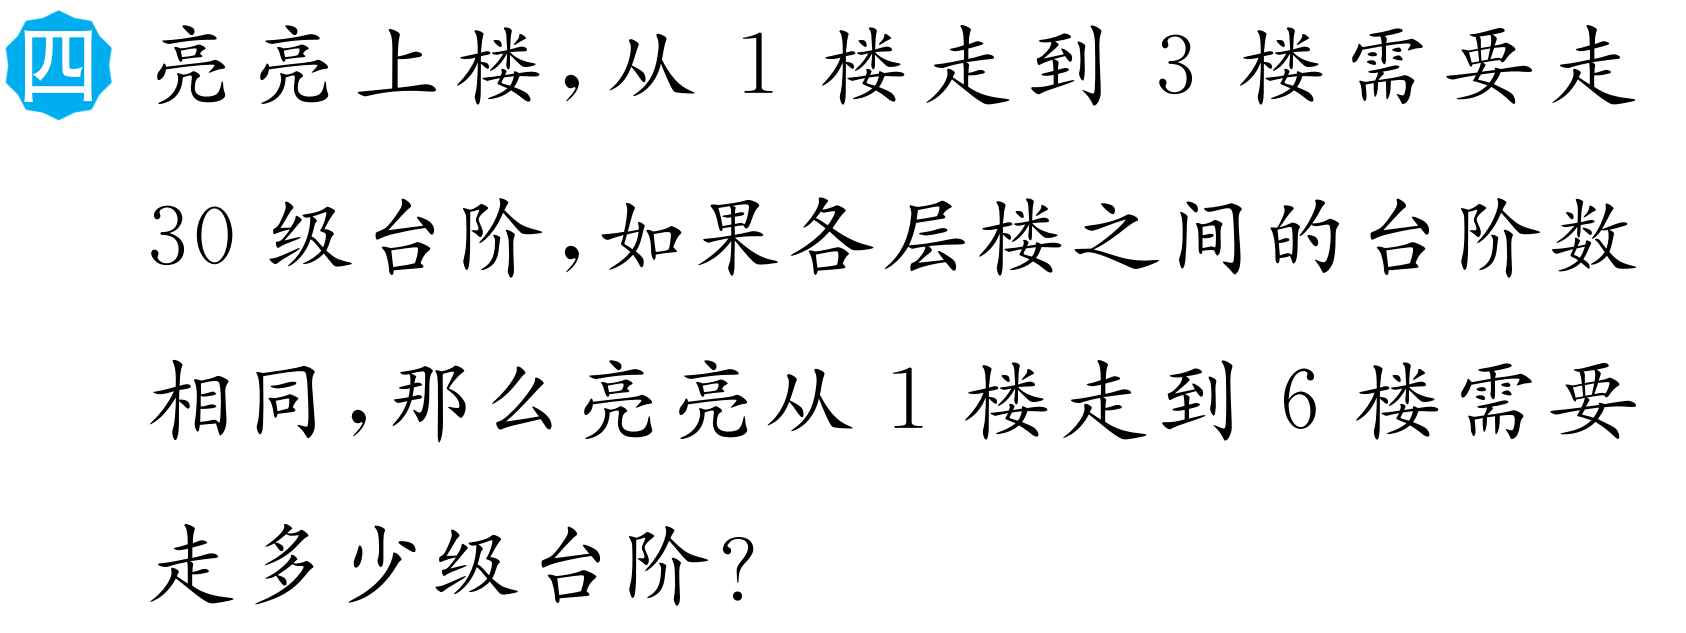 四 亮亮上楼,从 1 楼走到 3 楼需要走
30 级台阶,如果各层楼之间的台阶数
相同,那么亮亮从 1 楼走到 6 楼需要
走多少级台阶?